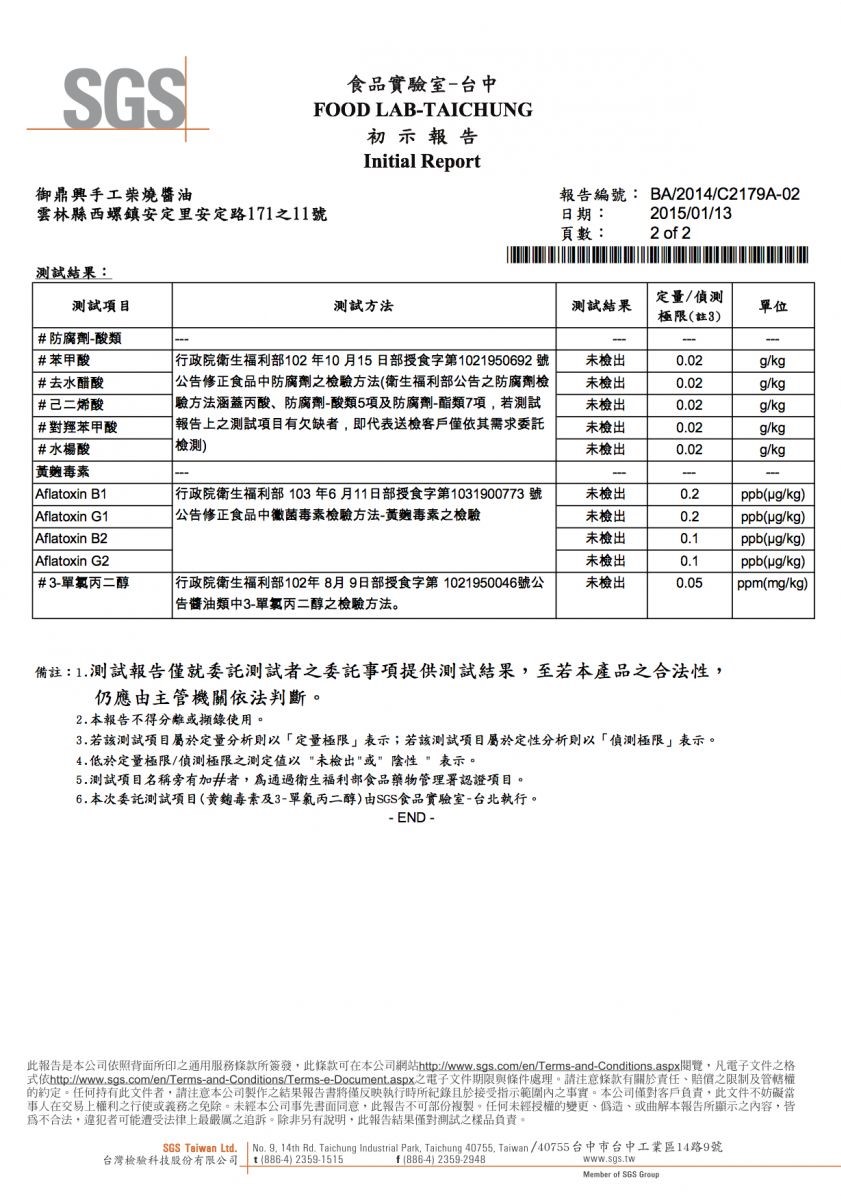 SGS
食品實驗室-台中
FOOD LAB-TAICHUNG
初 示 報 告
Initial Report
御鼎興手工柴燒醬油
雲林縣西螺鎮安定里安定路171之11號
報告編號： BA/2014/C2179A-02
日期： 2015/01/13
頁數： 2 of 2
測試結果：
測試項目 測試方法 測試結果 定量/偵測極限(註3) 單位
＃防腐劑-酸類 --- --- --- ---
＃苯甲酸 行政院衛生福利部102 年10 月15 日部授食字第1021950692 號 未檢出 0.02 g/kg
＃去水醋酸 公告修正食品中防腐劑之檢驗方法(衛生福利部公告之防腐劑檢 未檢出 0.02 g/kg
＃己二烯酸 驗方法涵蓋丙酸、防腐劑-酸類5項及防腐劑-酯類7項，若測試 未檢出 0.02 g/kg
＃對羥苯甲酸 報告上之測試項目有欠缺者，即代表送檢客戶僅依其需求委託 未檢出 0.02 g/kg
＃水楊酸 檢測) 未檢出 0.02 g/kg
黃麴毒素 --- --- --- ---
Aflatoxin B1 行政院衛生福利部 103 年6 月11日部授食字第1031900773 號 未檢出 0.2 ppb(μg/kg)
Aflatoxin G1 公告修正食品中黴菌毒素檢驗方法-黃麴毒素之檢驗 未檢出 0.2 ppb(μg/kg)
Aflatoxin B2 未檢出 0.1 ppb(μg/kg)
Aflatoxin G2 未檢出 0.1 ppb(μg/kg)
＃3-單氯丙二醇 行政院衛生福利部102年 8月 9日部授食字第 1021950046號公 未檢出 0.05 ppm(mg/kg)
告醬油類中3-單氯丙二醇之檢驗方法。
備註：1.測試報告僅就委託測試者之委託事項提供測試結果，至若本產品之合法性，
仍應由主管機關依法判斷。
2.本報告不得分離或擷錄使用。
3.若該測試項目屬於定量分析則以「定量極限」表示；若該測試項目屬於定性分析則以「偵測極限」表示。
4.低於定量極限/偵測極限之測定值以 "未檢出"或" 陰性 " 表示。
5.測試項目名稱旁有加#者，為通過衛生福利部食品藥物管理署認證項目。
6.本次委託測試項目(黃麴毒素及3-單氯丙二醇)由SGS食品實驗室-台北執行。
- END -
此報告是本公司依照背面所印之通用服務條款所簽發，此條款可在本公司網站http://www.sgs.com/en/Terms-and-Conditions.aspx閱覽，凡電子文件之格
式依http://www.sgs.com/en/Terms-and-Conditions/Terms-e-Document.aspx之電子文件期限與條件處理。請注意條款有關於責任、賠償之限制及管轄權
的約定。任何持有此文件者，請注意本公司製作之結果報告書將僅反映執行時所紀錄且於接受指示範圍內之事實。本公司僅對客戶負責，此文件不妨礙當
事人在交易上權利之行使或義務之免除。未經本公司事先書面同意，此報告不可部份複製。任何未經授權的變更、偽造、或曲解本報告所顯示之內容，皆
為不合法，違犯者可能遭受法律上最嚴厲之追訴。除非另有說明，此報告結果僅對測試之樣品負責。
SGS Taiwan Ltd. No. 9, 14th Rd, Taichung Industrial Park, Taichung 40755, Taiwan /40755台中市台中工業區14路9號
台灣檢驗科技股份有限公司 t (886-4) 2359-1515 f (886-4) 2359-2948 www.sgs.tw
Member of SGS Group